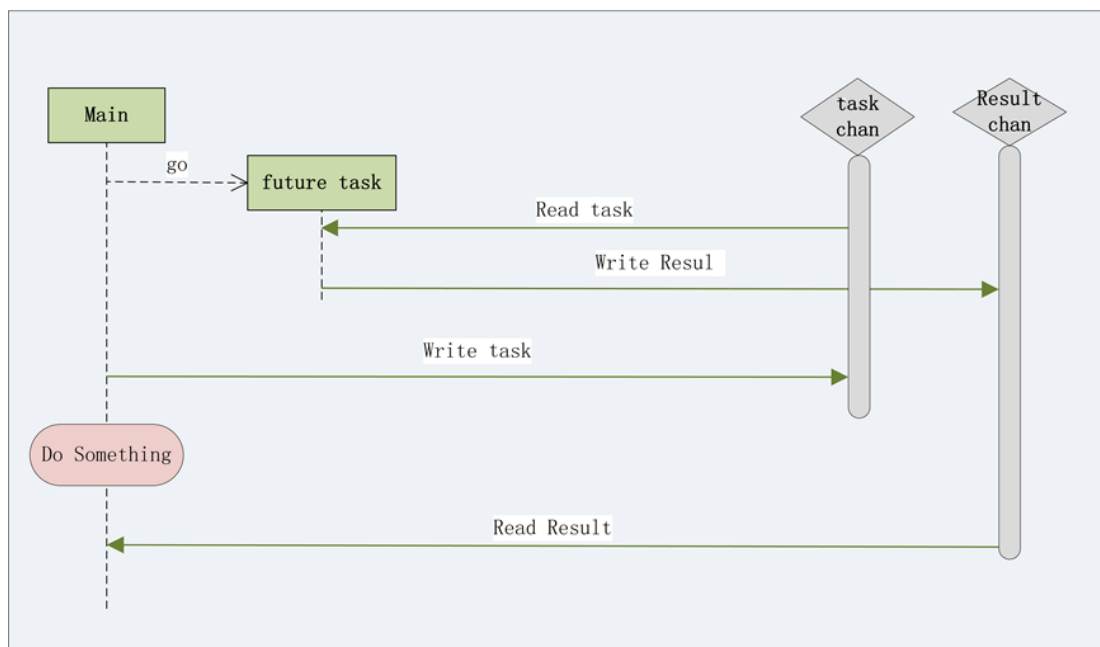 Main
task
chan
Result
chan
go
future task
Read task
Write Resul
Write task
Do Something
Read Result